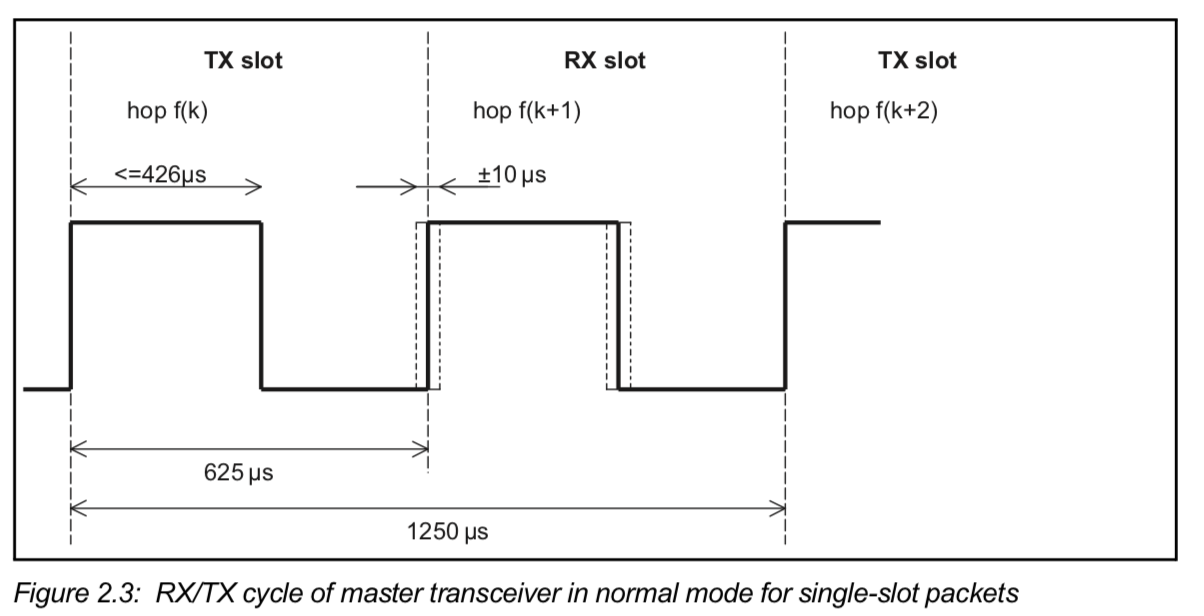 TX slot RX slot TX slot
hop f(k) hop f(k+1) hop f(k+2)
<=426µs ±10 µs
625 µs
1250 µs
Figure 2.3: RX/TX cycle of master transceiver in normal mode for single-slot packets